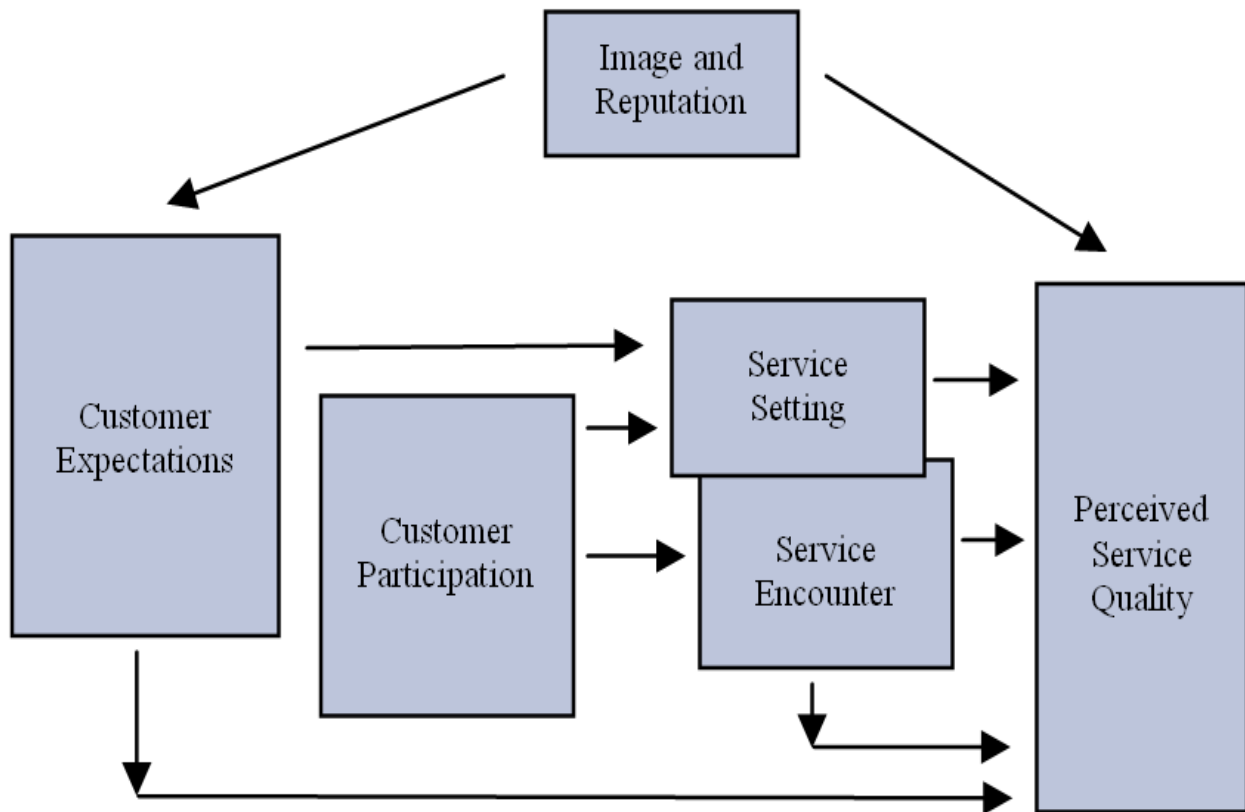 Image and
Reputation
Customer
Expectations
Customer
Participation
Service
Setting
Service
Encounter
Perceived
Service
Quality